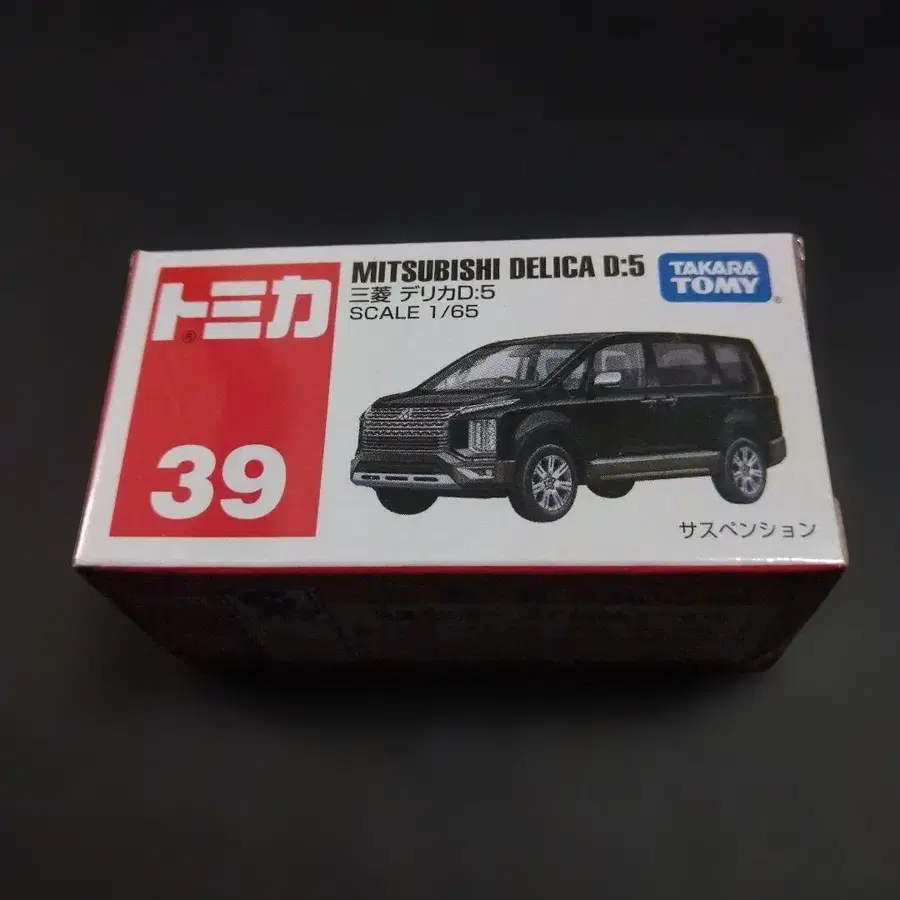 トミカ
39
MITSUBISHI DELICA D:5
三菱 デリカD:5
SCALE 1/65
TAKARA
TOMY
サスペンション